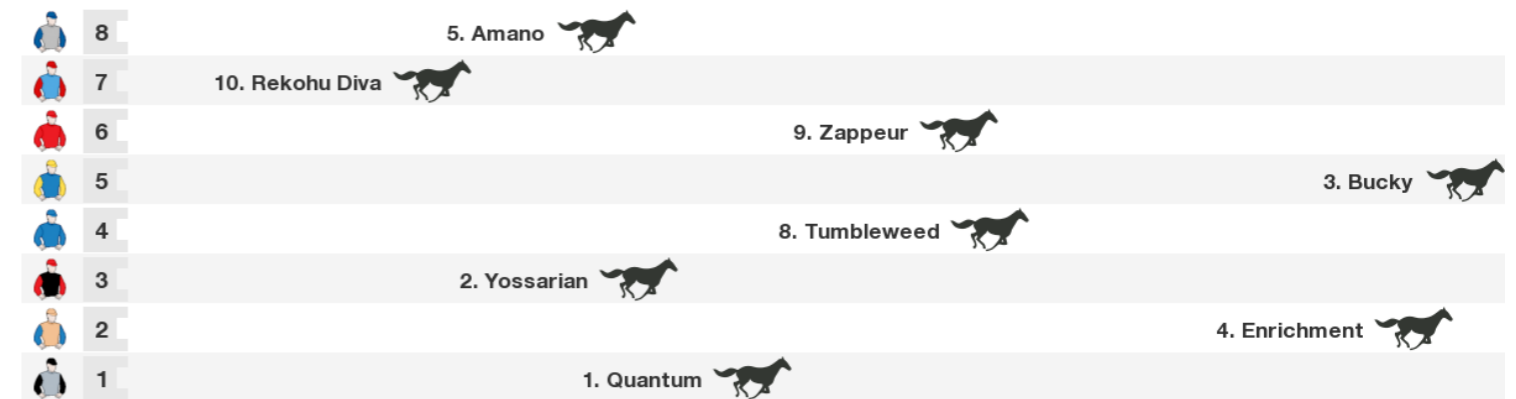 8 5. Amano
7 10. Rekohu Diva
6 9. Zappeur
5 3. Bucky
4 8. Tumbleweed
3 2. Yossarian
2 4. Enrichment
1 1. Quantum